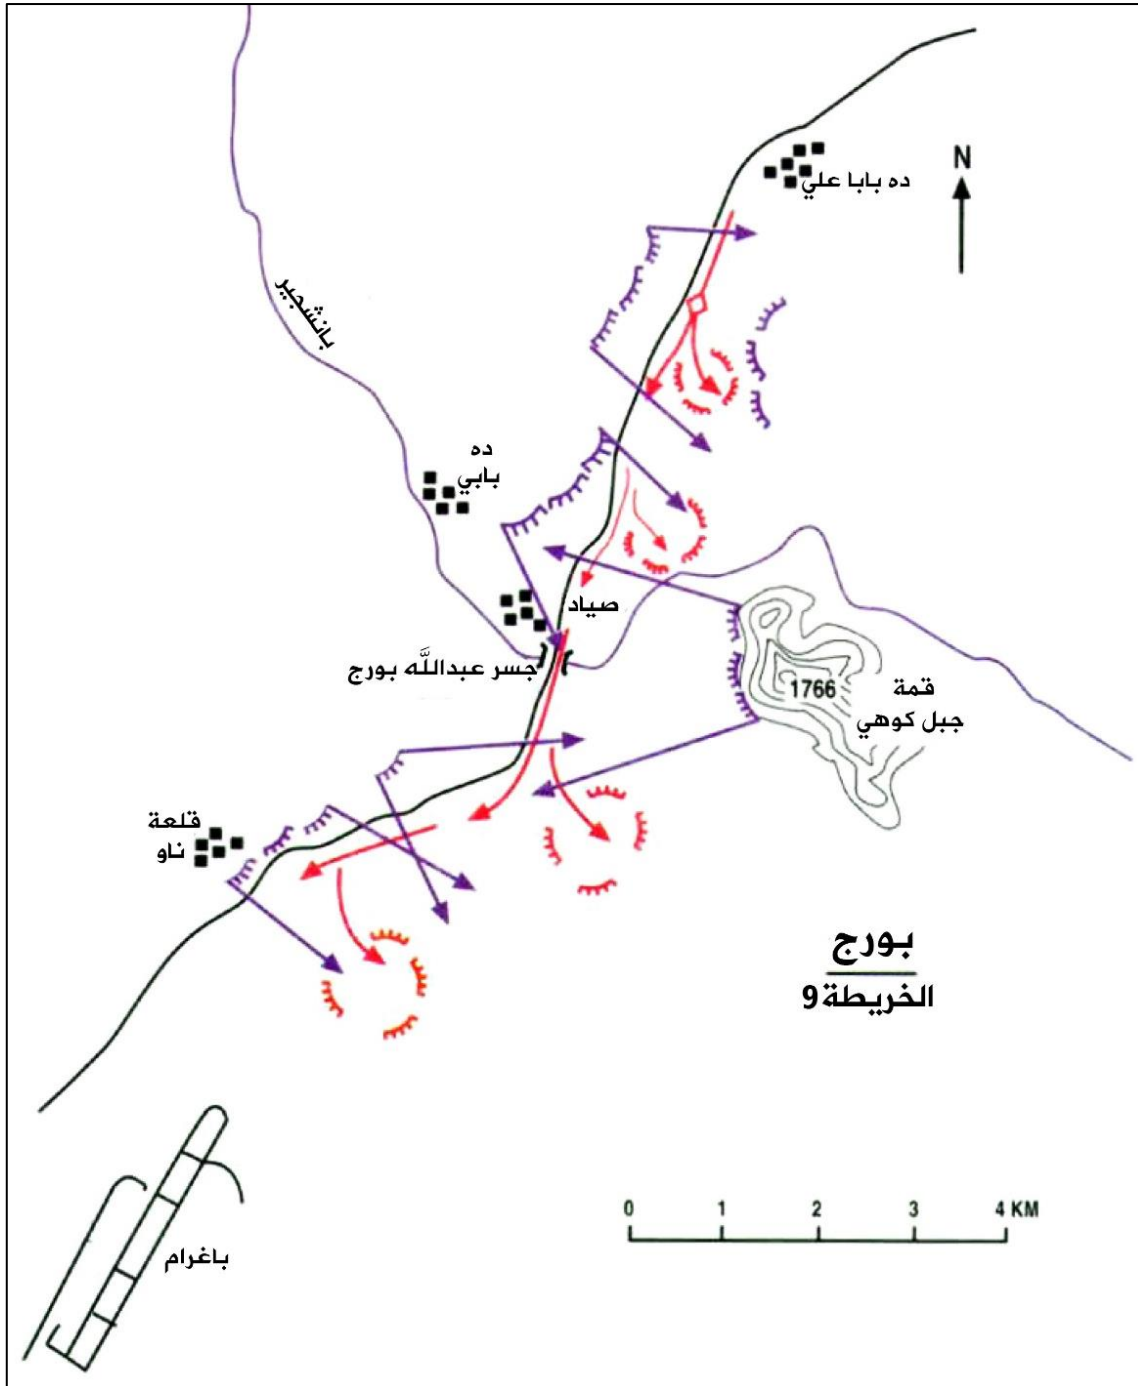 ده بابا علي
N
بانشجير
ده
بابي
صياد
جسر عبداللَّه بورج
1766
قمة
جبل كوهي
قلعة
ناو
بورج
الخريطة 9
0 1 2 3 4 KM
باغرام